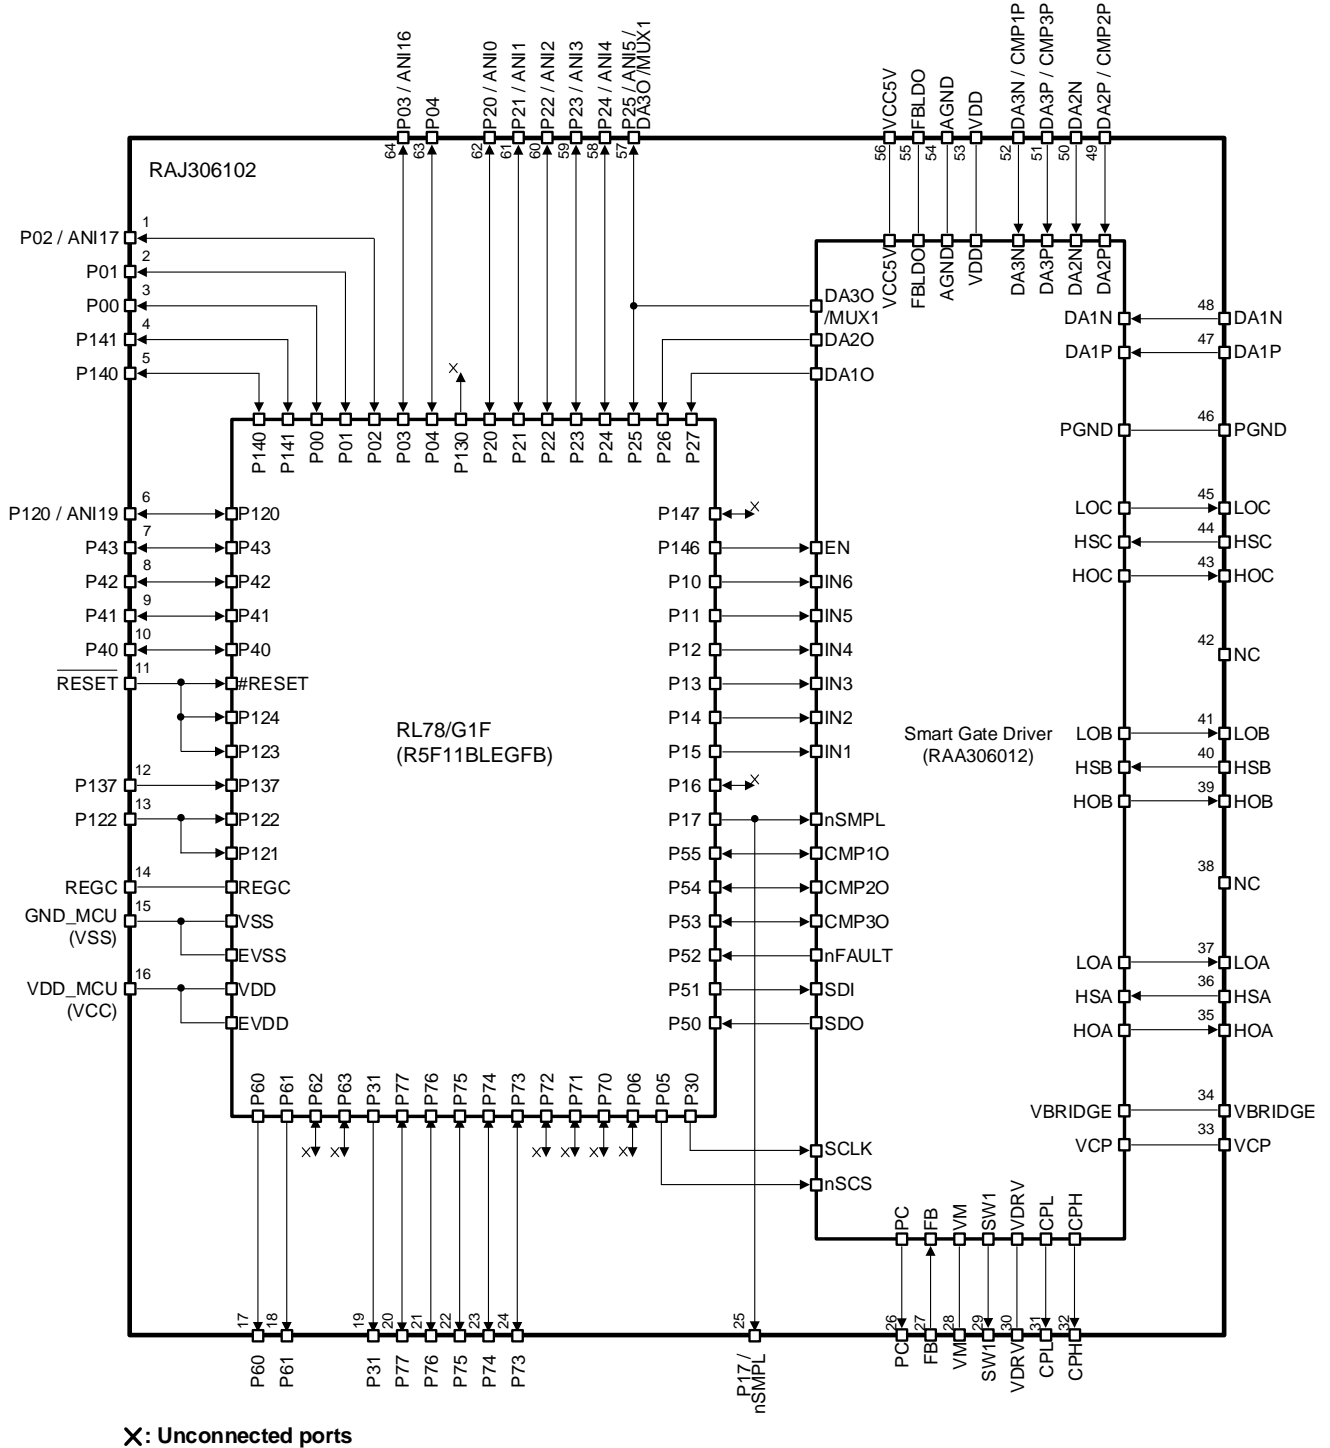 P03 / ANI16
P04
P20 / ANI0
P21 / ANI1
P22 / ANI2
P23 / ANI3
P24 / ANI4
P25 / ANI5 /
DA3O /MUX1
VCC5V
FBLDO
AGND
VDD
DA3N / CMP1P
DA3P / CMP3P
DA2N
DA2P / CMP2P
64
63
62
61
60
59
58
57
56
55
54
53
52
51
50
49
RAJ306102
P02 / ANI17
1
P01
2
P00
3
P141
4
P140
5
P120 / ANI19
6
P43
7
P42
8
P41
9
P40
10
RESET
11
P137
12
P122
13
REGC
14
GND_MCU
(VSS)
15
VDD_MCU
(VCC)
16
X
P140
P141
P00
P01
P02
P03
P04
P130
P20
P21
P22
P23
P24
P25
P26
P27
P120
P43
P42
P41
P40
#RESET
P124
P123
P137
P122
P121
REGC
VSS
EVSS
VDD
EVDD
RL78/G1F
(R5F11BLEGFB)
P147
X
P146
P10
P11
P12
P13
P14
P15
P16
X
P17
P55
P54
P53
P52
P51
P50
P60
P61
P62
P63
P31
P77
P76
P75
P74
P73
P72
P71
P70
P06
P05
P30
X
X
X
X
X
X
VCC5V
FBLDO
AGND
VDD
DA3N
DA3P
DA2N
DA2P
DA3O
/MUX1
DA2O
DA1O
EN
IN6
IN5
IN4
IN3
IN2
IN1
nSMPL
CMP1O
CMP2O
CMP3O
nFAULT
SDI
SDO
SCLK
nSCS
Smart Gate Driver
(RAA306012)
DA1N
48
DA1N
DA1P
47
DA1P
PGND
46
PGND
LOC
45
LOC
HSC
44
HSC
HOC
43
HOC
42
NC
LOB
41
LOB
HSB
40
HSB
HOB
39
HOB
38
NC
LOA
37
LOA
HSA
36
HSA
HOA
35
HOA
VBRIDGE
34
VBRIDGE
VCP
33
VCP
PC
FB
VM
SW1
VDRV
CPL
CPH
17
18
19
20
21
22
23
24
25
26
27
28
29
30
31
32
P60
P61
P31
P77
P76
P75
P74
P73
P17 /
nSMPL
PC
FB
VM
SW1
VDRV
CPL
CPH
X: Unconnected ports